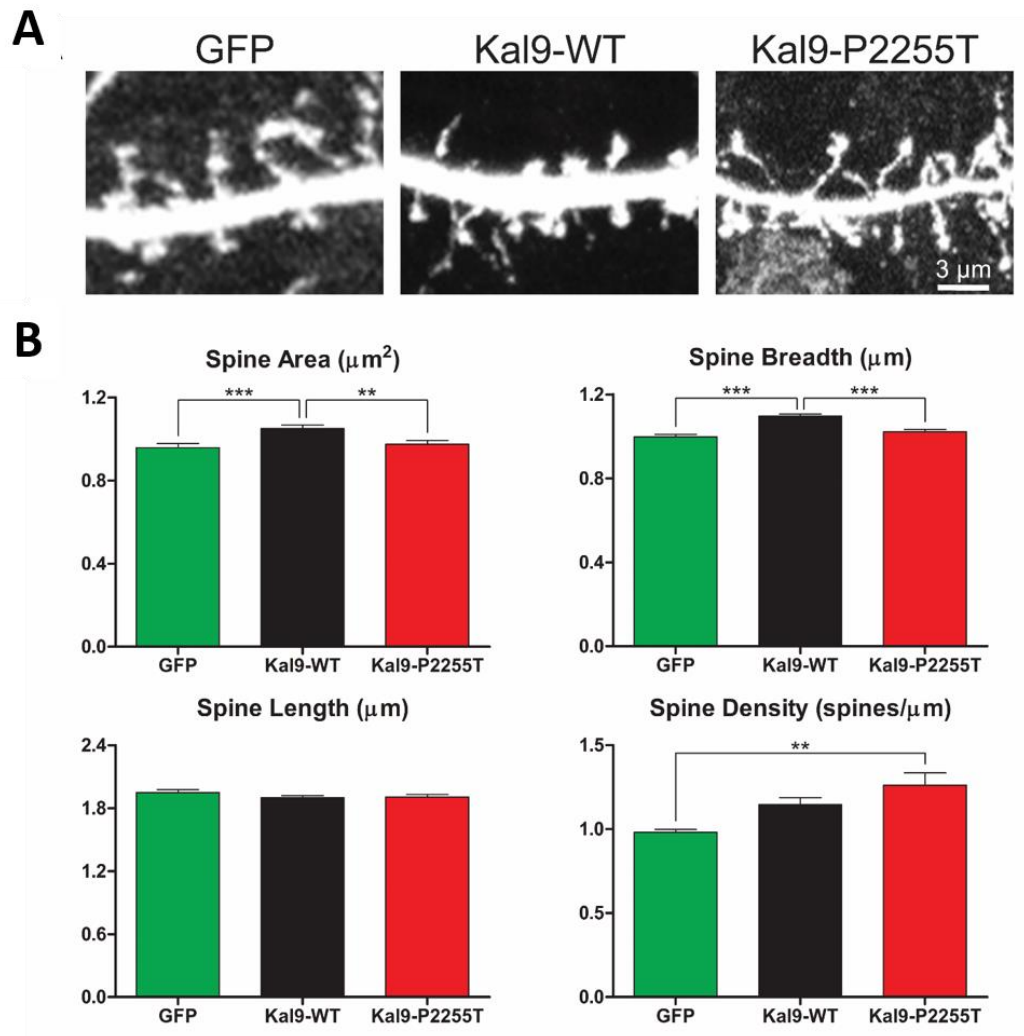 A
GFP Kal9-WT Kal9-P2255T
3 μm
B
Spine Area (μm²)
1.2
0.8
0.4
0.0
*** **
GFP Kal9-WT Kal9-P2255T
Spine Breadth (μm)
1.2
0.8
0.4
0.0
*** ***
GFP Kal9-WT Kal9-P2255T
Spine Length (μm)
2.4
1.8
1.2
0.6
0.0
GFP Kal9-WT Kal9-P2255T
Spine Density (spines/μm)
1.5
1.0
0.5
0.0
**
GFP Kal9-WT Kal9-P2255T